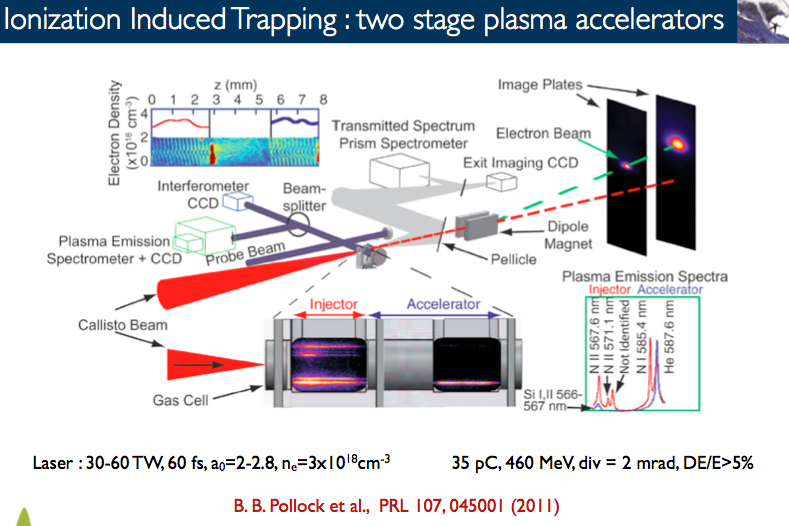 Ionization Induced Trapping : two stage plasma accelerators
z (mm)
0 1 2 3 4 5 6 7 8
Electron Density
(x10¹⁸ cm⁻³)
4
2
0
Image Plates
Transmitted Spectrum
Prism Spectrometer
Electron Beam
Exit Imaging CCD
Interferometer
CCD
Beam-
splitter
Plasma Emission
Spectrometer + CCD
Probe Beam
Dipole
Magnet
Pellicle
Callisto Beam
Injector
Accelerator
Gas Cell
Plasma Emission Spectra
Injector Accelerator
N II 567.6 nm
N II 571.1 nm
Not Identified
N I 585.4 nm
He 587.6 nm
Si I,II 566-
567 nm
Laser : 30-60 TW, 60 fs, a₀=2-2.8, nₑ=3x10¹⁸cm⁻³
35 pC, 460 MeV, div = 2 mrad, DE/E>5%
B. B. Pollock et al., PRL 107, 045001 (2011)